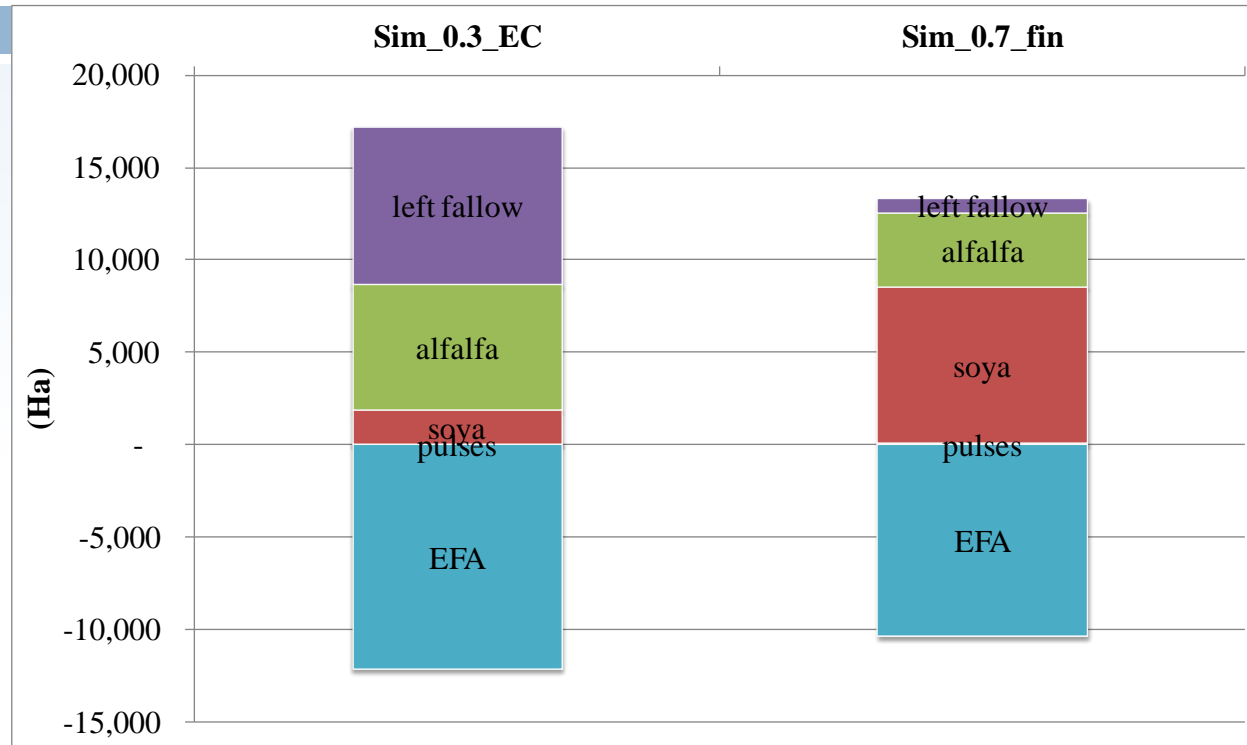 Sim_0.3_EC
Sim_0.7_fin
20,000
15,000
10,000
5,000
-
-5,000
-10,000
-15,000
(Ha)
left fallow
alfalfa
soya
pulses
EFA
left fallow
alfalfa
soya
pulses
EFA